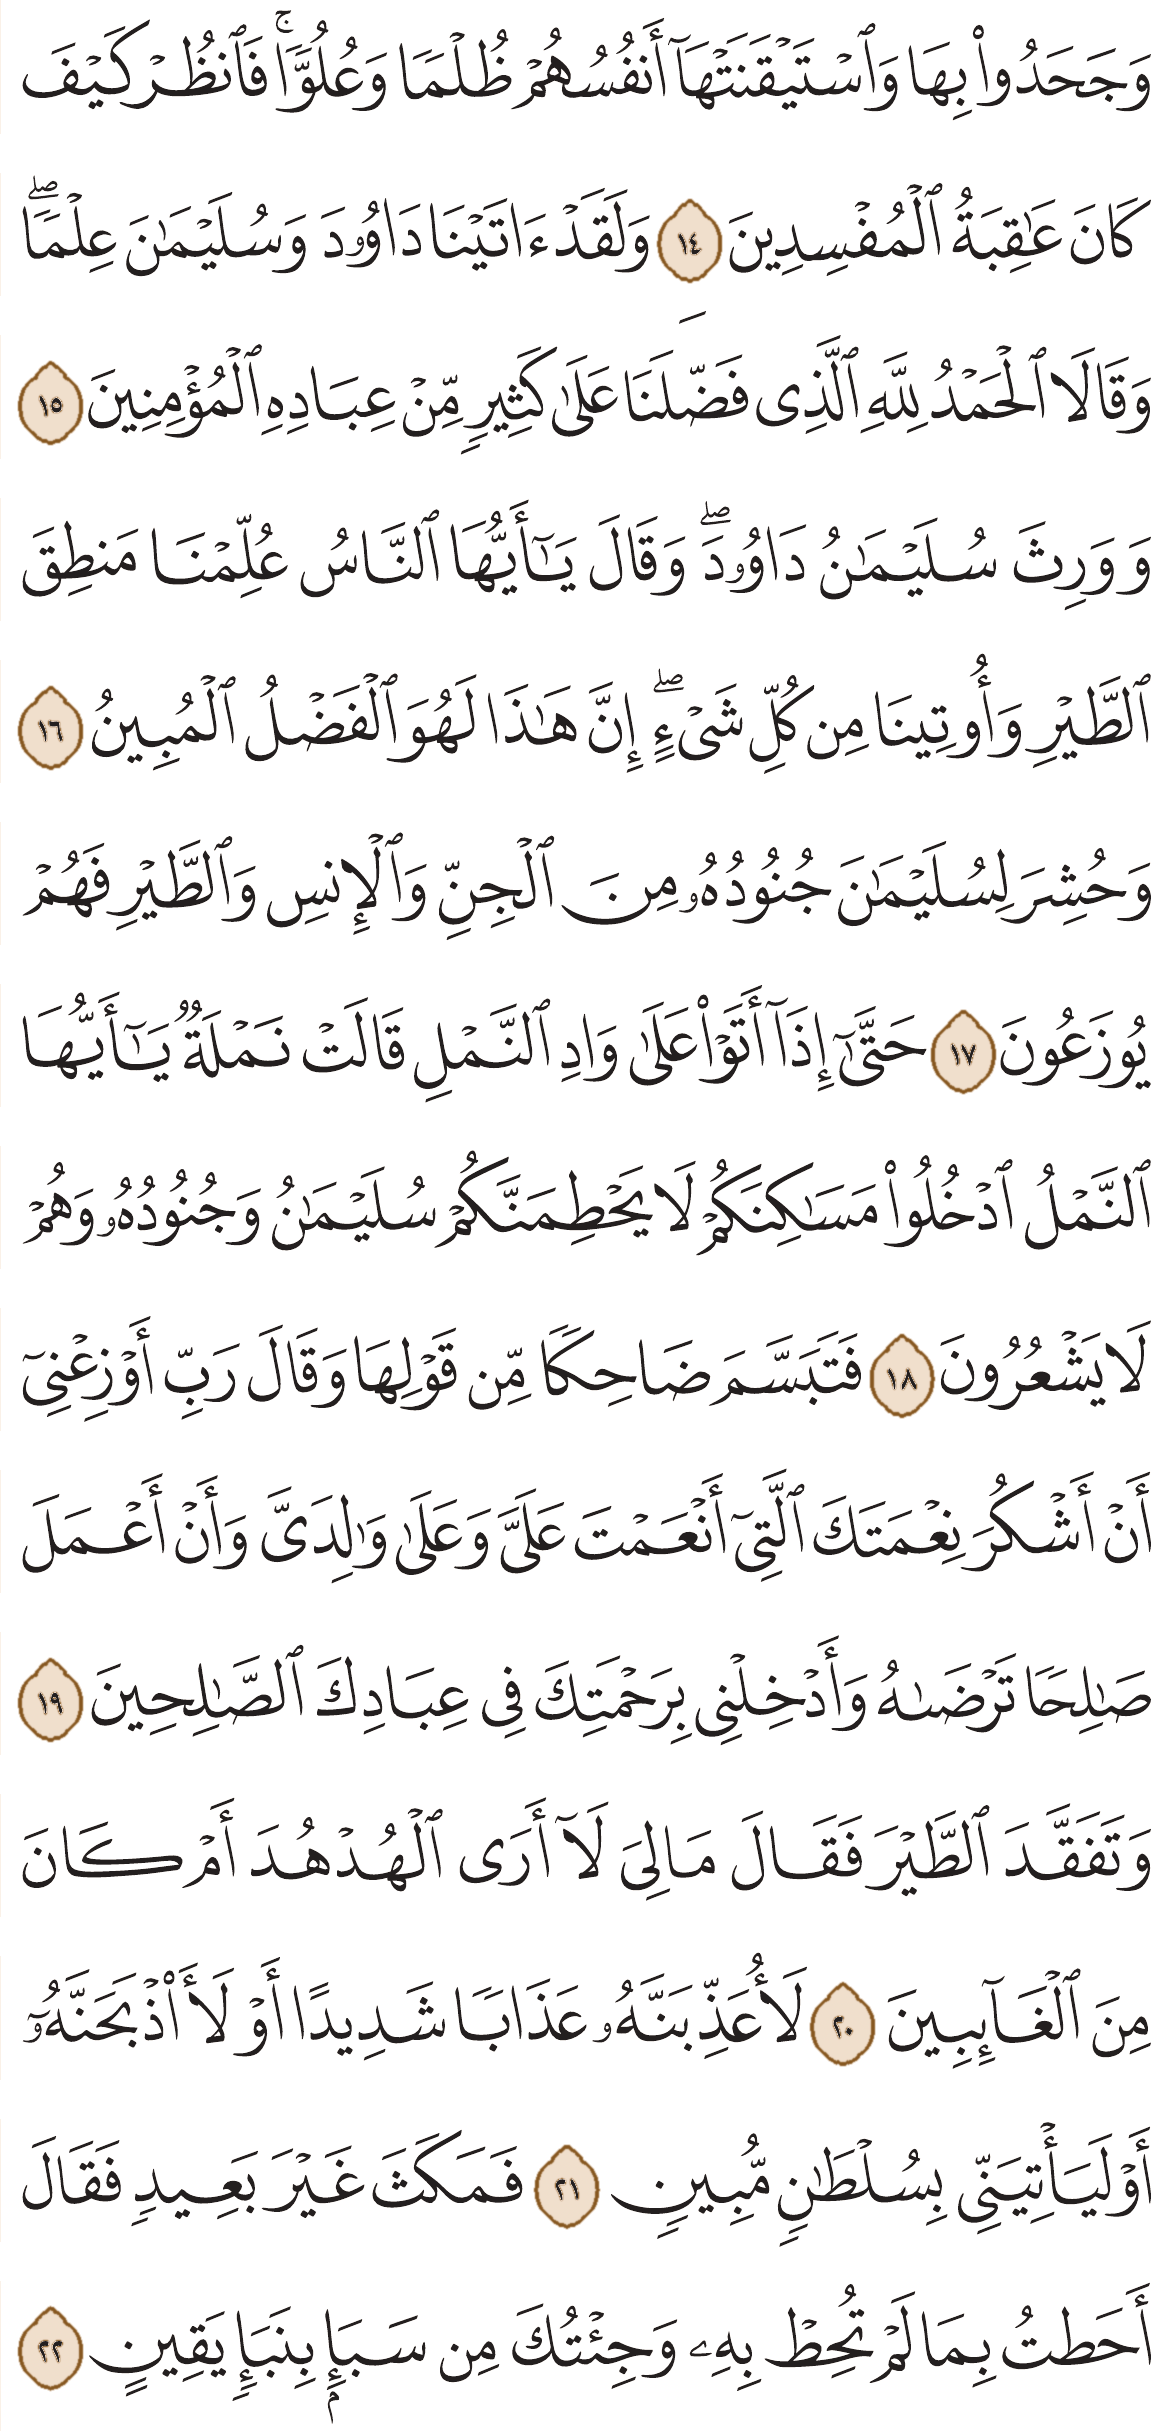 وَجَحَدُوا۟ بِهَا وَٱسْتَيْقَنَتْهَآ أَنفُسُهُمْ ظُلْمًا وَعُلُوًّا ۚ فَٱنظُرْ كَيْفَ
كَانَ عَـٰقِبَةُ ٱلْمُفْسِدِينَ ١٤ وَلَقَدْ ءَاتَيْنَا دَاوُۥدَ وَسُلَيْمَـٰنَ عِلْمًا ۖ
وَقَالَا ٱلْحَمْدُ لِلَّهِ ٱلَّذِى فَضَّلَنَا عَلَىٰ كَثِيرٍ مِّنْ عِبَادِهِ ٱلْمُؤْمِنِينَ ١٥
وَوَرِثَ سُلَيْمَـٰنُ دَاوُۥدَ ۖ وَقَالَ يَـٰٓأَيُّهَا ٱلنَّاسُ عُلِّمْنَا مَنطِقَ
ٱلطَّيْرِ وَأُوتِينَا مِن كُلِّ شَىْءٍ ۖ إِنَّ هَـٰذَا لَهُوَ ٱلْفَضْلُ ٱلْمُبِينُ ١٦
وَحُشِرَ لِسُلَيْمَـٰنَ جُنُودُهُۥ مِنَ ٱلْجِنِّ وَٱلْإِنسِ وَٱلطَّيْرِ فَهُمْ
يُوزَعُونَ ١٧ حَتَّىٰٓ إِذَآ أَتَوْا۟ عَلَىٰ وَادِ ٱلنَّمْلِ قَالَتْ نَمْلَةٌ يَـٰٓأَيُّهَا
ٱلنَّمْلُ ٱدْخُلُوا۟ مَسَـٰكِنَكُمْ لَا يَحْطِمَنَّكُمْ سُلَيْمَـٰنُ وَجُنُودُهُۥ وَهُمْ
لَا يَشْعُرُونَ ١٨ فَتَبَسَّمَ ضَاحِكًا مِّن قَوْلِهَا وَقَالَ رَبِّ أَوْزِعْنِىٓ
أَنْ أَشْكُرَ نِعْمَتَكَ ٱلَّتِىٓ أَنْعَمْتَ عَلَىَّ وَعَلَىٰ وَٰلِدَىَّ وَأَنْ أَعْمَلَ
صَـٰلِحًا تَرْضَىٰهُ وَأَدْخِلْنِى بِرَحْمَتِكَ فِى عِبَادِكَ ٱلصَّـٰلِحِينَ ١٩
وَتَفَقَّدَ ٱلطَّيْرَ فَقَالَ مَا لِىَ لَآ أَرَى ٱلْهُدْهُدَ أَمْ كَانَ
مِنَ ٱلْغَآئِبِينَ ٢٠ لَأُعَذِّبَنَّهُۥ عَذَابًا شَدِيدًا أَوْ لَأَا۟ذْبَحَنَّهُۥٓ
أَوْ لَيَأْتِيَنِّى بِسُلْطَـٰنٍ مُّبِينٍ ٢١ فَمَكَثَ غَيْرَ بَعِيدٍ فَقَالَ
أَحَطتُ بِمَا لَمْ تُحِطْ بِهِۦ وَجِئْتُكَ مِن سَبَإٍۭ بِنَبَإٍ يَقِينٍ ٢٢